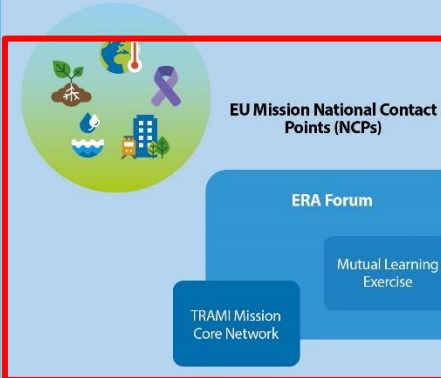 EU Mission National Contact
Points (NCPs)
ERA Forum
Mutual Learning
Exercise
TRAMI Mission
Core Network